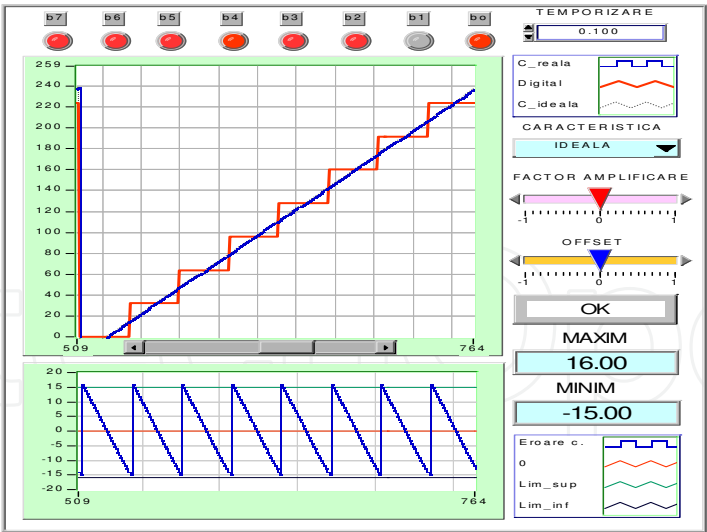 b7 b6 b5 b4 b3 b2 b1 bo
TEMPORIZARE
0.100
259
240
220
200
180
160
140
120
100
80
60
40
20
0
509 764
C_reala
Digital
C_ideala
CARACTERISTICA
IDEALA
FACTOR AMPLIFICARE
-1 0 1
OFFSET
-1 0 1
OK
MAXIM
16.00
MINIM
-15.00
20
15
10
5
0
-5
-10
-15
-20
509 764
Eroare c.
0
Lim_sup
Lim_inf